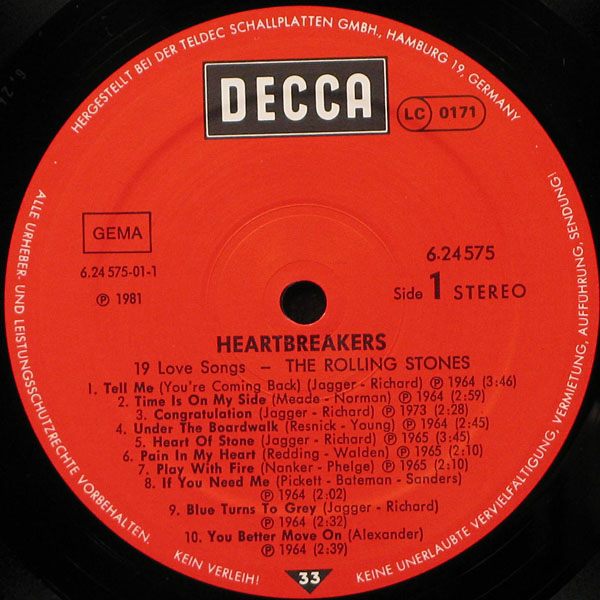 HERGESTELLT BEI DER TELDEC SCHALLPLATTEN GMBH., HAMBURG 19, GERMANY
DECCA
LC 0171
GEMA
6.24 575-01-1
℗ 1981
6.24 575
Side 1 STEREO
HEARTBREAKERS
19 Love Songs – THE ROLLING STONES
1. Tell Me (You're Coming Back) (Jagger - Richard) ℗ 1964 (3:46)
2. Time Is On My Side (Meade - Norman) ℗ 1964 (2:59)
3. Congratulation (Jagger - Richard) ℗ 1973 (2:28)
4. Under The Boardwalk (Resnick - Young) ℗ 1964 (2:45)
5. Heart Of Stone (Jagger - Richard) ℗ 1965 (3:45)
6. Pain In My Heart (Redding - Walden) ℗ 1965 (2:10)
7. Play With Fire (Nanker - Phelge) ℗ 1965 (2:10)
8. If You Need Me (Pickett - Bateman - Sanders)
℗ 1964 (2:02)
9. Blue Turns To Grey (Jagger - Richard)
℗ 1964 (2:32)
10. You Better Move On (Alexander)
℗ 1964 (2:39)
33
ALLE URHEBER- UND LEISTUNGSSCHUTZRECHTE VORBEHALTEN.
KEIN VERLEIH! KEINE UNERLAUBTE VERVIELFALTIGUNG, VERMIETUNG, AUFFÜHRUNG, SENDUNG!